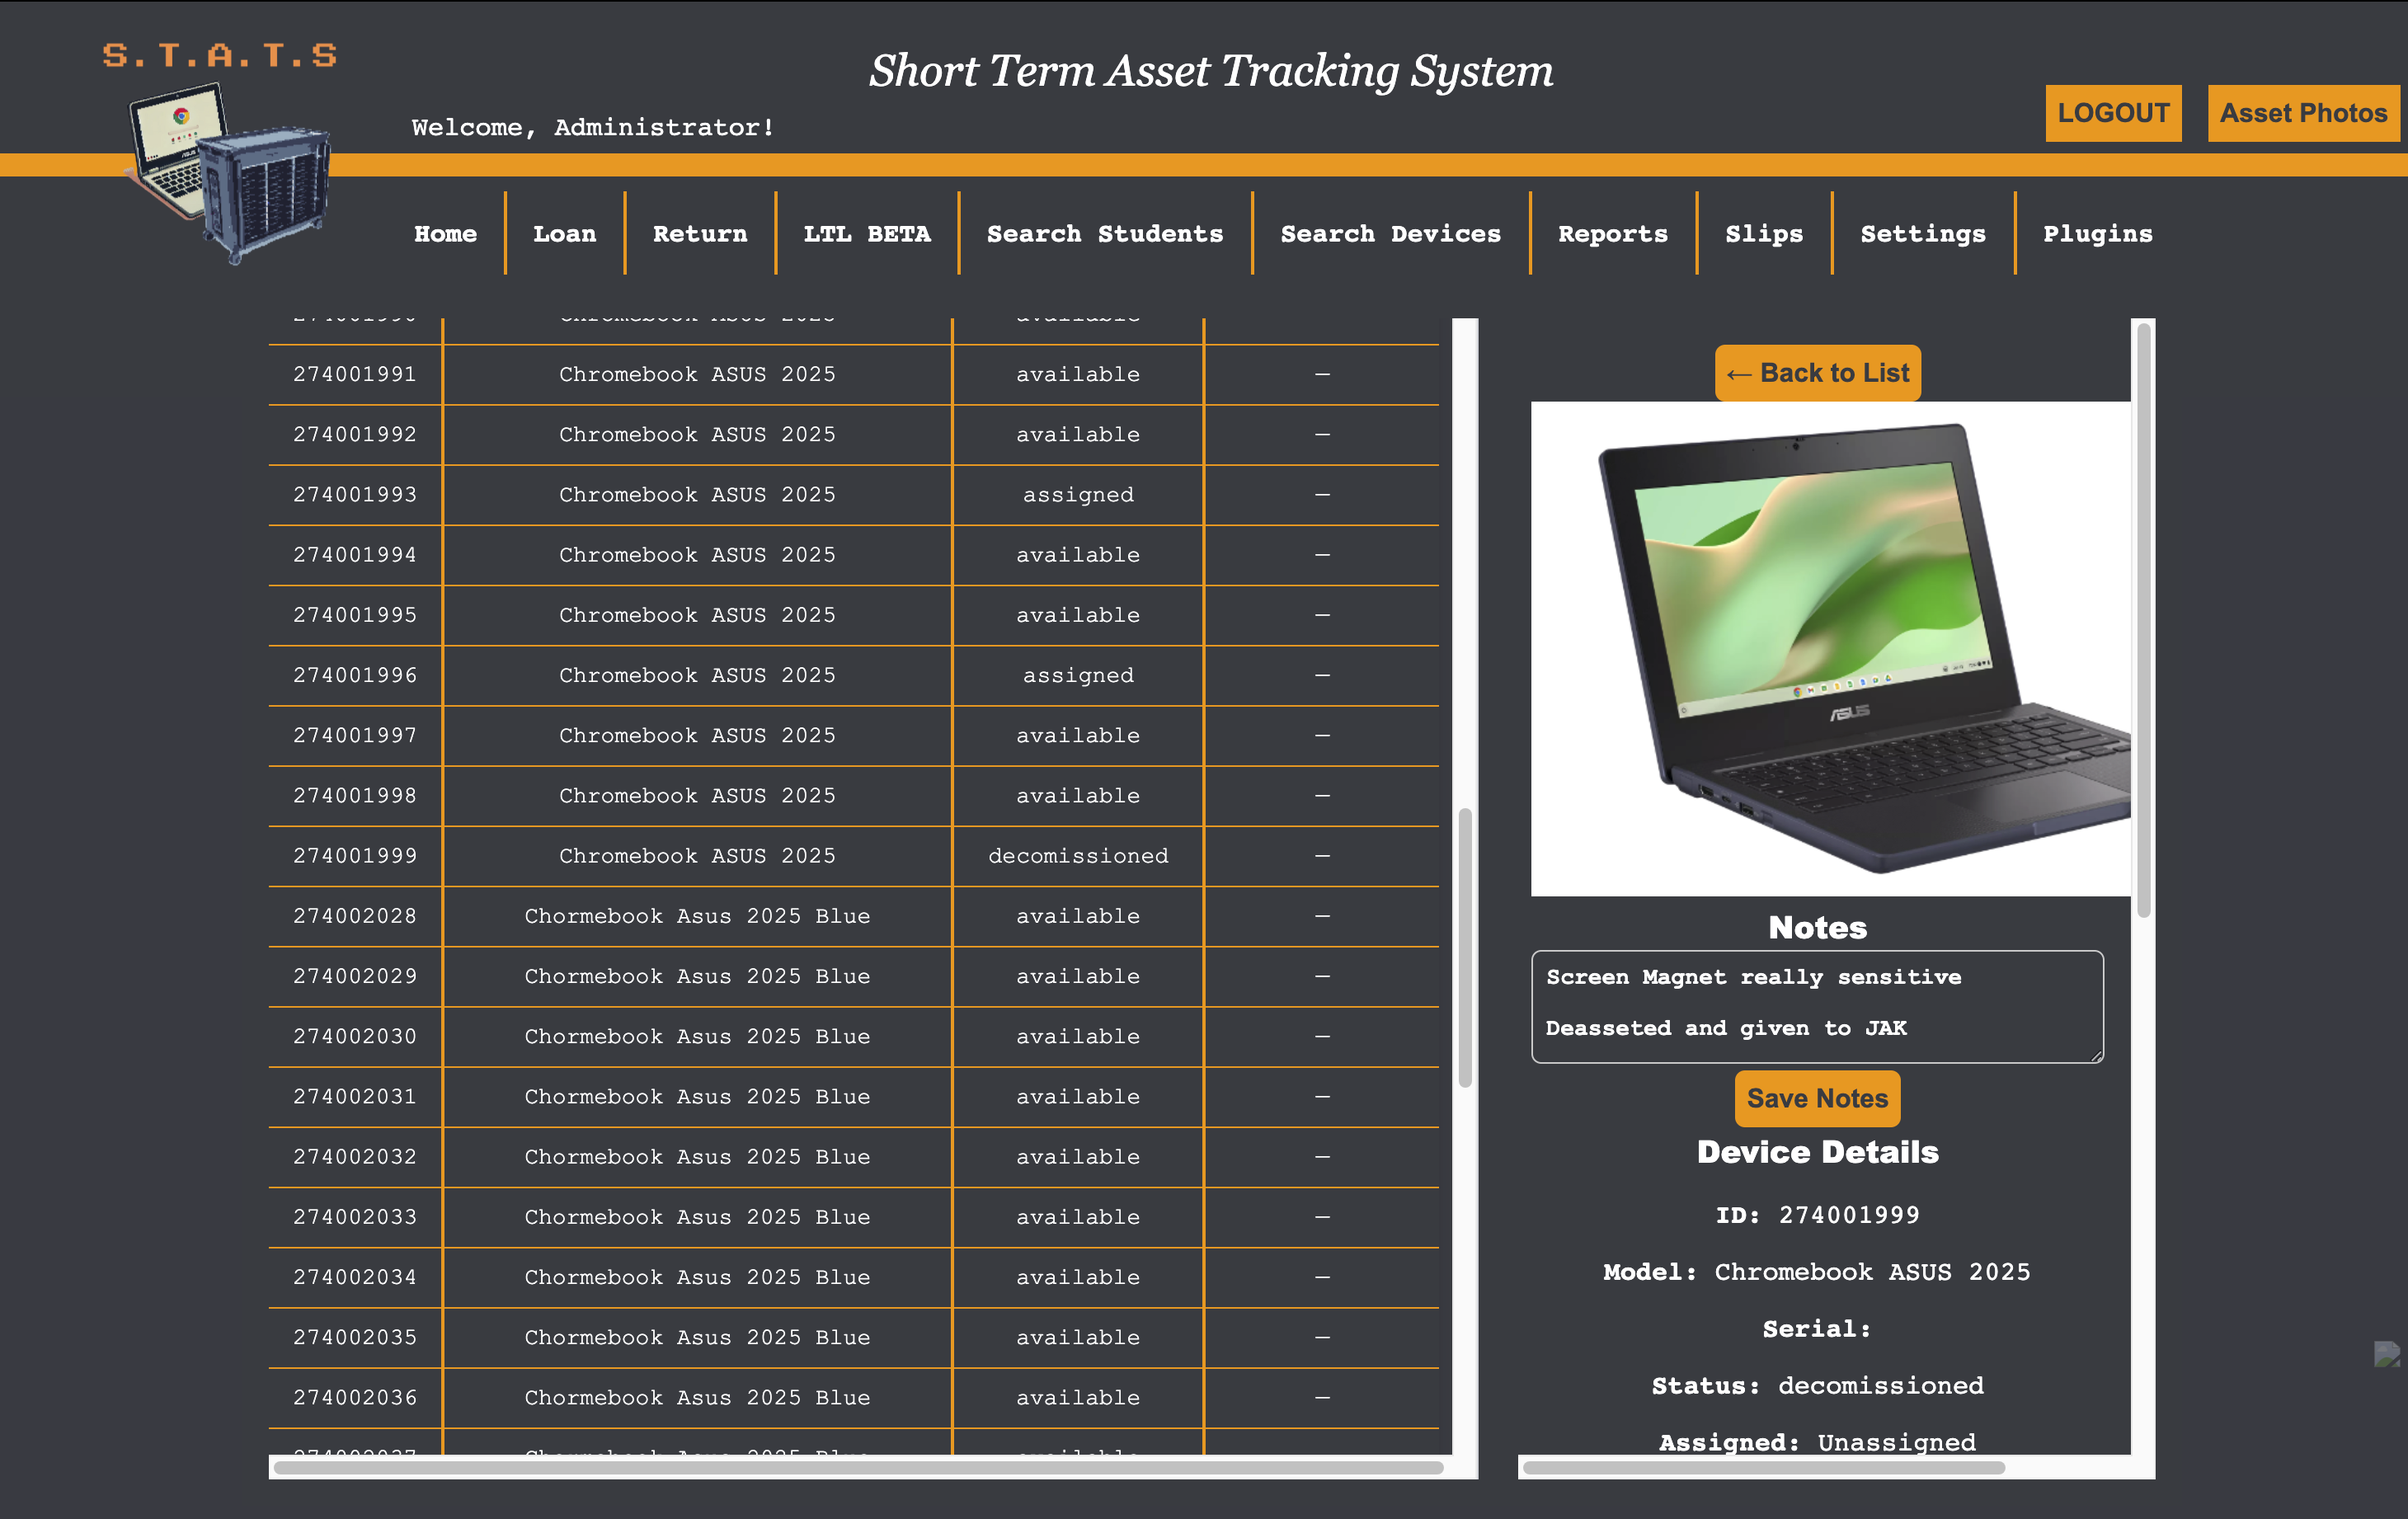 S.T.A.T.S
Short Term Asset Tracking System
Welcome, Administrator!
LOGOUT
Asset Photos
Home
Loan
Return
LTL BETA
Search Students
Search Devices
Reports
Slips
Settings
Plugins
274001991 Chromebook ASUS 2025 available —
274001992 Chromebook ASUS 2025 available —
274001993 Chromebook ASUS 2025 assigned —
274001994 Chromebook ASUS 2025 available —
274001995 Chromebook ASUS 2025 available —
274001996 Chromebook ASUS 2025 assigned —
274001997 Chromebook ASUS 2025 available —
274001998 Chromebook ASUS 2025 available —
274001999 Chromebook ASUS 2025 decomissioned —
274002028 Chormebook Asus 2025 Blue available —
274002029 Chormebook Asus 2025 Blue available —
274002030 Chormebook Asus 2025 Blue available —
274002031 Chormebook Asus 2025 Blue available —
274002032 Chormebook Asus 2025 Blue available —
274002033 Chormebook Asus 2025 Blue available —
274002034 Chormebook Asus 2025 Blue available —
274002035 Chormebook Asus 2025 Blue available —
274002036 Chormebook Asus 2025 Blue available —
← Back to List
ASUS
Notes
Screen Magnet really sensitive
Deasseted and given to JAK
Save Notes
Device Details
ID: 274001999
Model: Chromebook ASUS 2025
Serial:
Status: decomissioned
Assigned: Unassigned